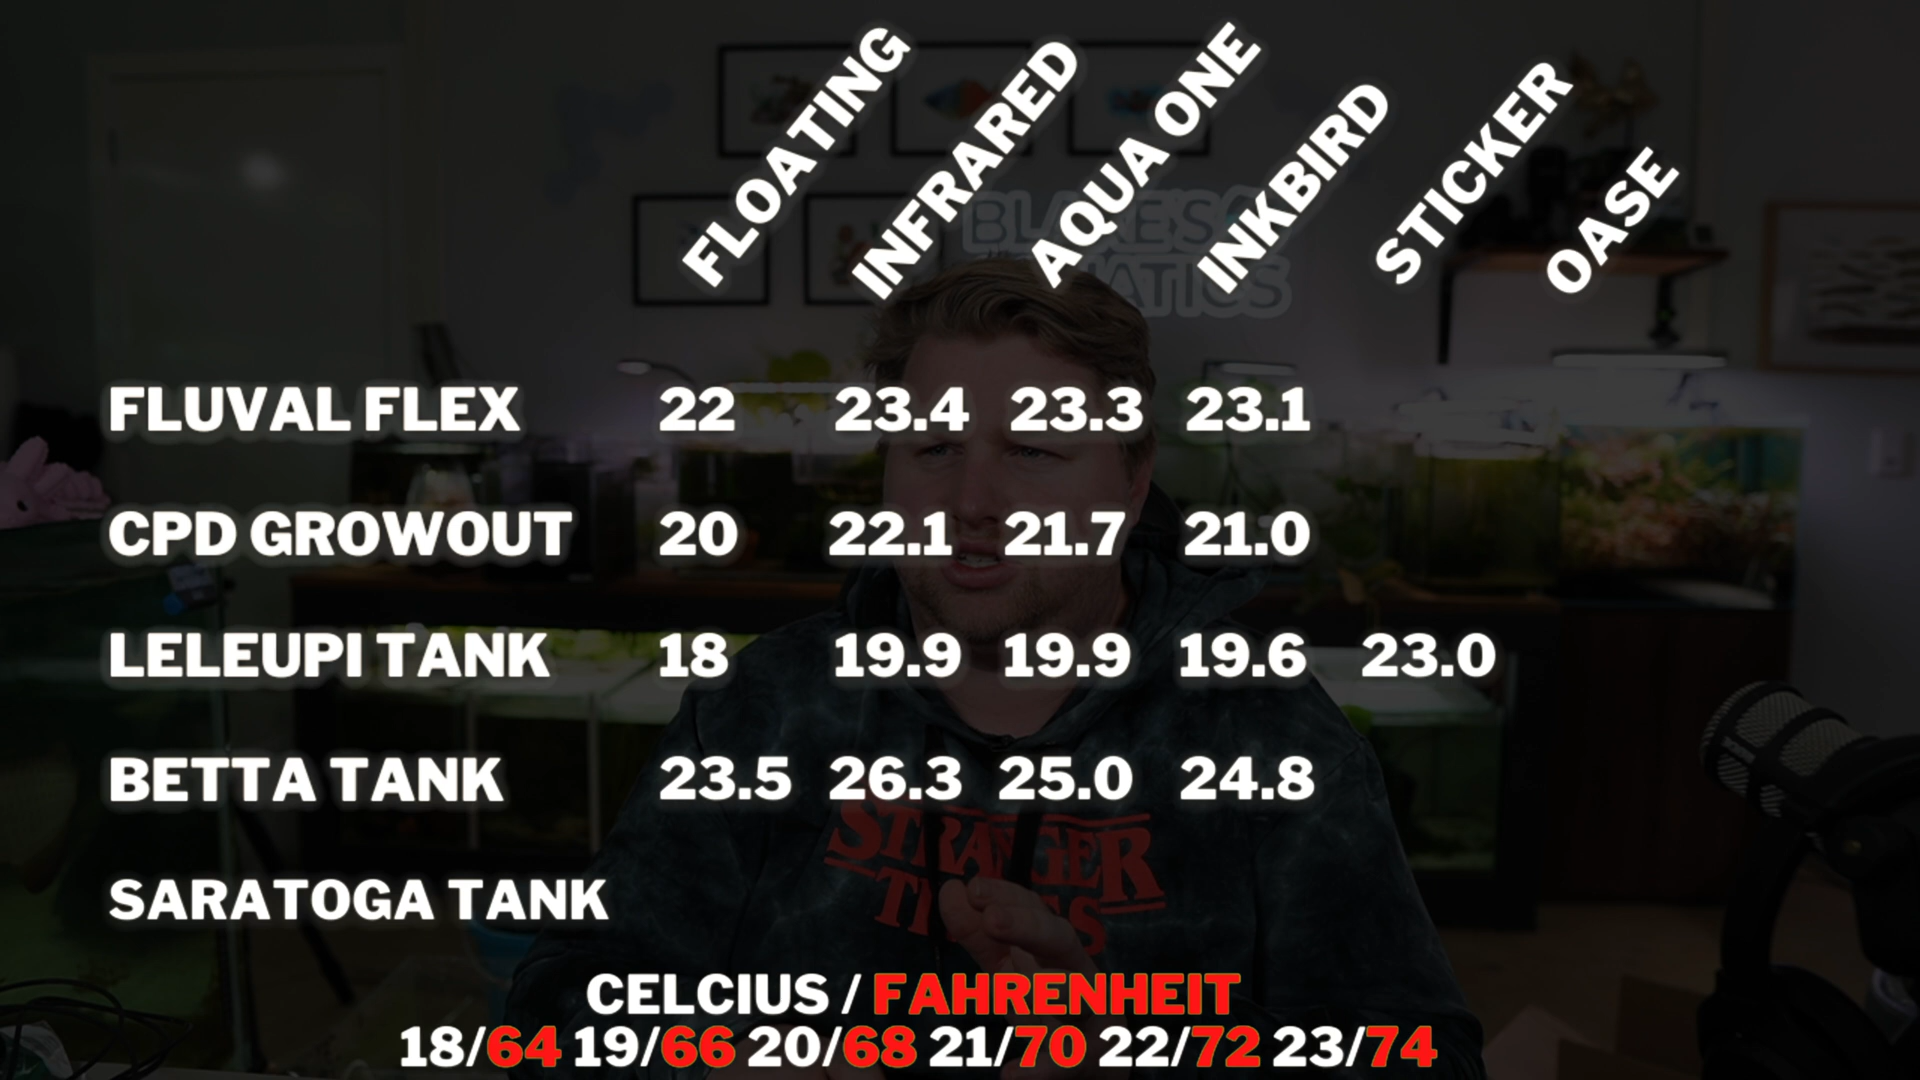 FLOATING INFRARED AQUA ONE INKBIRD STICKER OASE
FLUVAL FLEX 22 23.4 23.3 23.1
CPD GROWOUT 20 22.1 21.7 21.0
LELEUPI TANK 18 19.9 19.9 19.6 23.0
BETTA TANK 23.5 26.3 25.0 24.8
STRANGER
SARATOGA TANK
CELCIUS / FAHRENHEIT
18/64 19/66 20/68 21/70 22/72 23/74